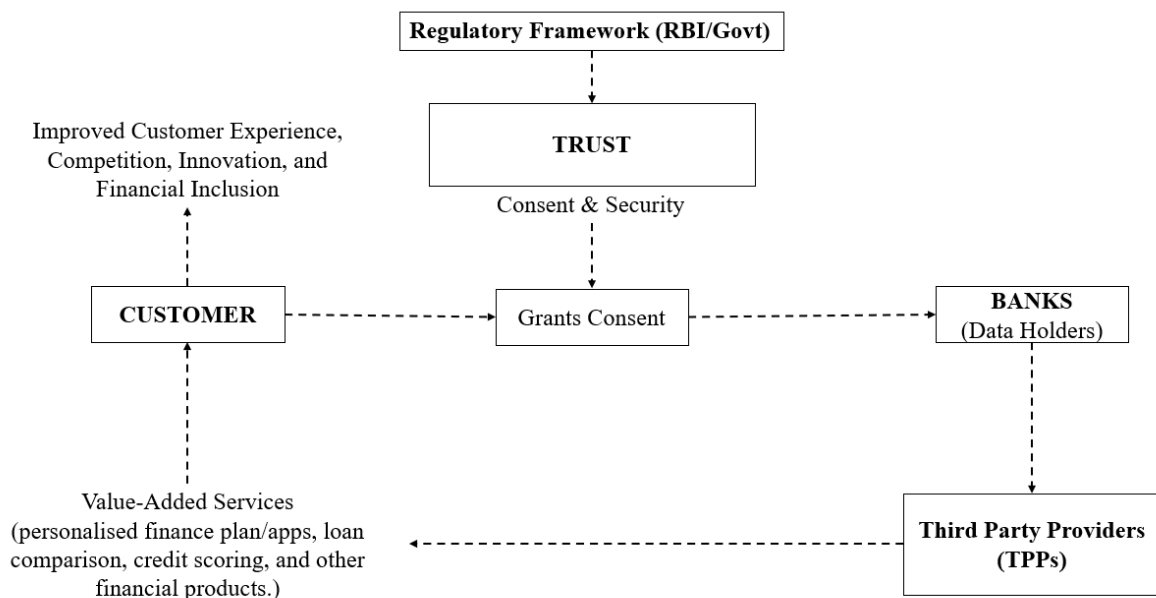 Regulatory Framework (RBI/Govt)
TRUST
Improved Customer Experience,
Competition, Innovation, and
Financial Inclusion
Consent & Security
CUSTOMER
Grants Consent
BANKS
(Data Holders)
Value-Added Services
(personalised finance plan/apps, loan
comparison, credit scoring, and other
financial products.)
Third Party Providers
(TPPs)